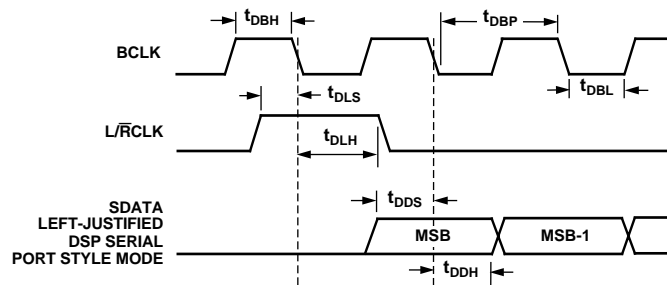 tDBH
tDBP
BCLK
tDLS
tDBL
L/R̅CLK
tDLH
SDATA
LEFT-JUSTIFIED
DSP SERIAL
PORT STYLE MODE
tDDS
MSB
MSB-1
tDDH